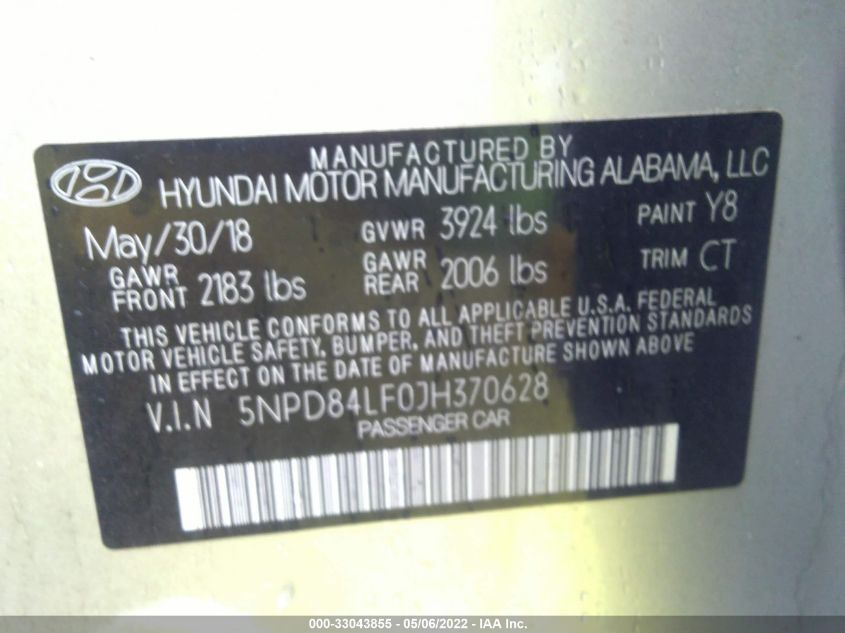 MANUFACTURED BY
HYUNDAI MOTOR MANUFACTURING ALABAMA, LLC
May/30/18 GVWR 3924 lbs PAINT Y8
GAWR FRONT 2183 lbs GAWR REAR 2006 lbs TRIM CT
THIS VEHICLE CONFORMS TO ALL APPLICABLE U.S.A. FEDERAL
MOTOR VEHICLE SAFETY, BUMPER, AND THEFT PREVENTION STANDARDS
IN EFFECT ON THE DATE OF MANUFACTURE SHOWN ABOVE
V.I.N 5NPD84LF0JH370628
PASSENGER CAR
000-33043855 - 05/06/2022 - IAA Inc.